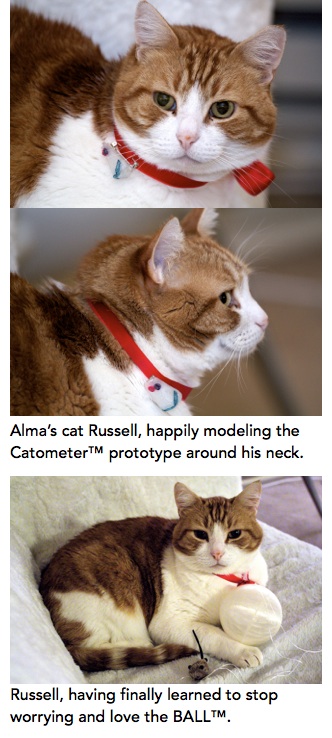 Alma’s cat Russell, happily modeling the
Catometer™ prototype around his neck.
Russell, having finally learned to stop
worrying and love the BALL™.